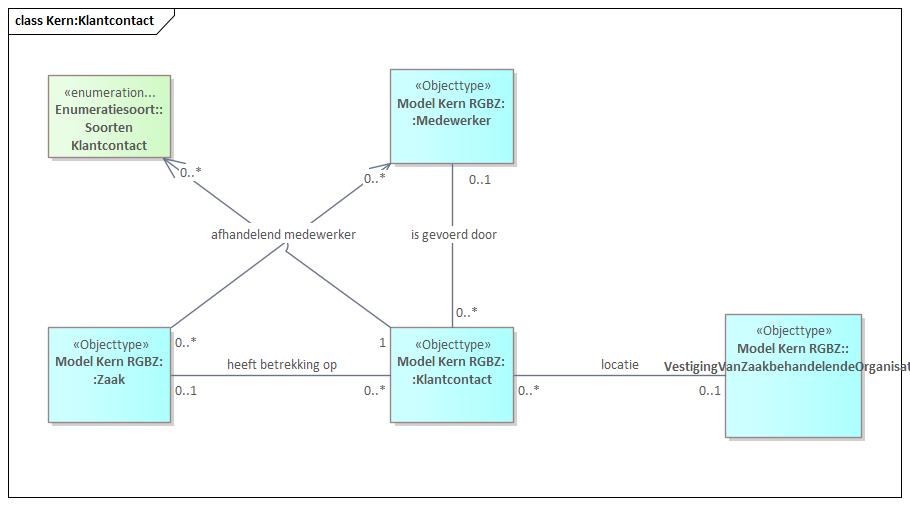 class Kern:Klantcontact
«enumeration...
Enumeratiesoort::
Soorten
Klantcontact
«Objecttype»
Model Kern RGBZ:
:Medewerker
0..*
0..*
0..1
afhandelend medewerker
is gevoerd door
0..*
«Objecttype»
Model Kern RGBZ:
:Zaak
0..*
0..1
heeft betrekking op
1
0..*
«Objecttype»
Model Kern RGBZ:
:Klantcontact
0..*
locatie
0..1
«Objecttype»
Model Kern RGBZ::
VestigingVanZaakbehandelendeOrganisat